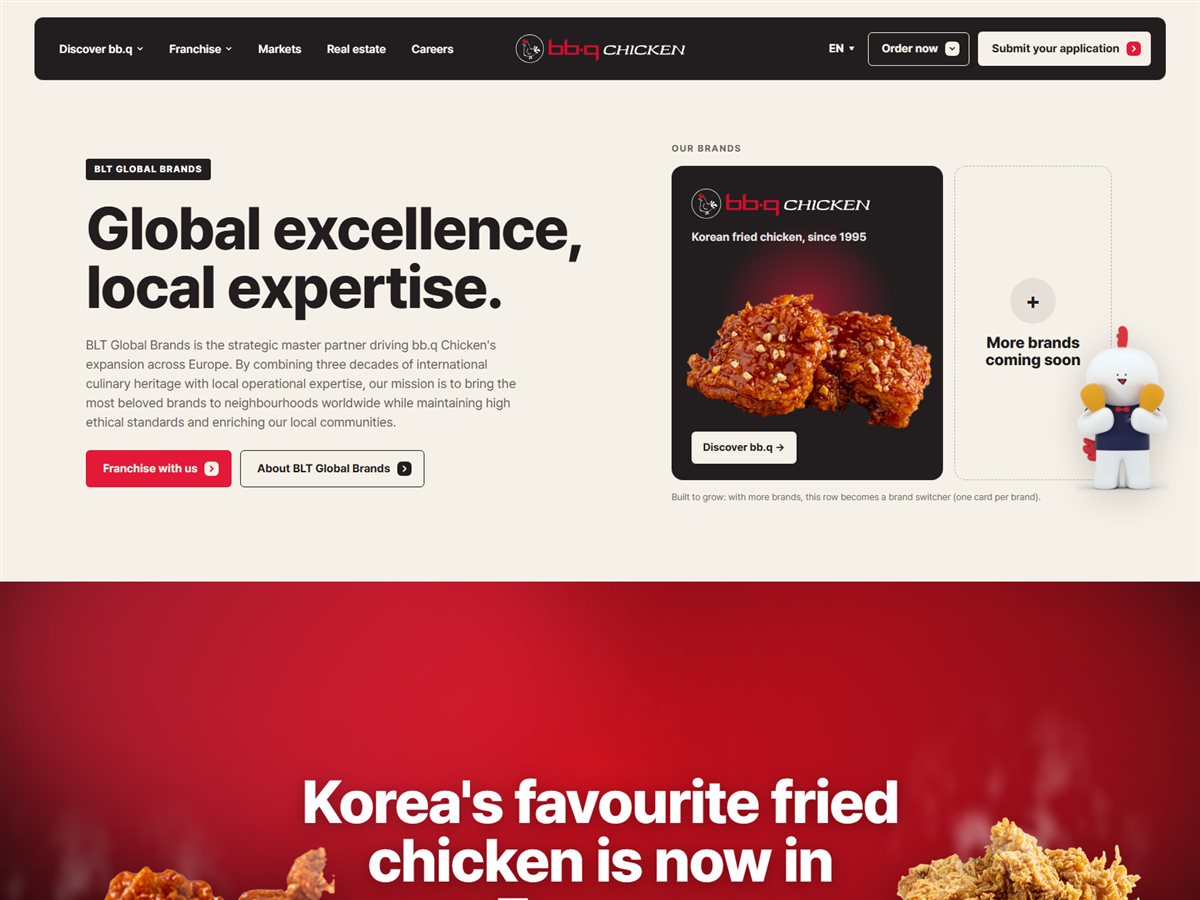 Discover bb.q
Franchise
Markets
Real estate
Careers
bb.q CHICKEN
EN
Order now
Submit your application
BLT GLOBAL BRANDS
Global excellence,
local expertise.
BLT Global Brands is the strategic master partner driving bb.q Chicken's
expansion across Europe. By combining three decades of international
culinary heritage with local operational expertise, our mission is to bring the
most beloved brands to neighbourhoods worldwide while maintaining high
ethical standards and enriching our local communities.
Franchise with us
About BLT Global Brands
OUR BRANDS
bb.q CHICKEN
Korean fried chicken, since 1995
Discover bb.q →
+
More brands
coming soon
Built to grow: with more brands, this row becomes a brand switcher (one card per brand).
Korea's favourite fried
chicken is now in